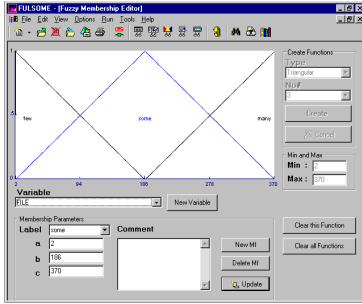 FULSOME - [Fuzzy Membership Editor]
File Edit View Options Run Tools Help
1
.5
0
few
some
many
2 94 186 278 370
Create Functions
Type
Triangular
No#
3
Create
Cancel
Min and Max
Min : 2
Max : 370
Variable
FILE
New Variable
Membership Parameters
Label some
a 2
b 186
c 370
Comment
New Mf
Delete Mf
Update
Clear this Function
Clear all Functions